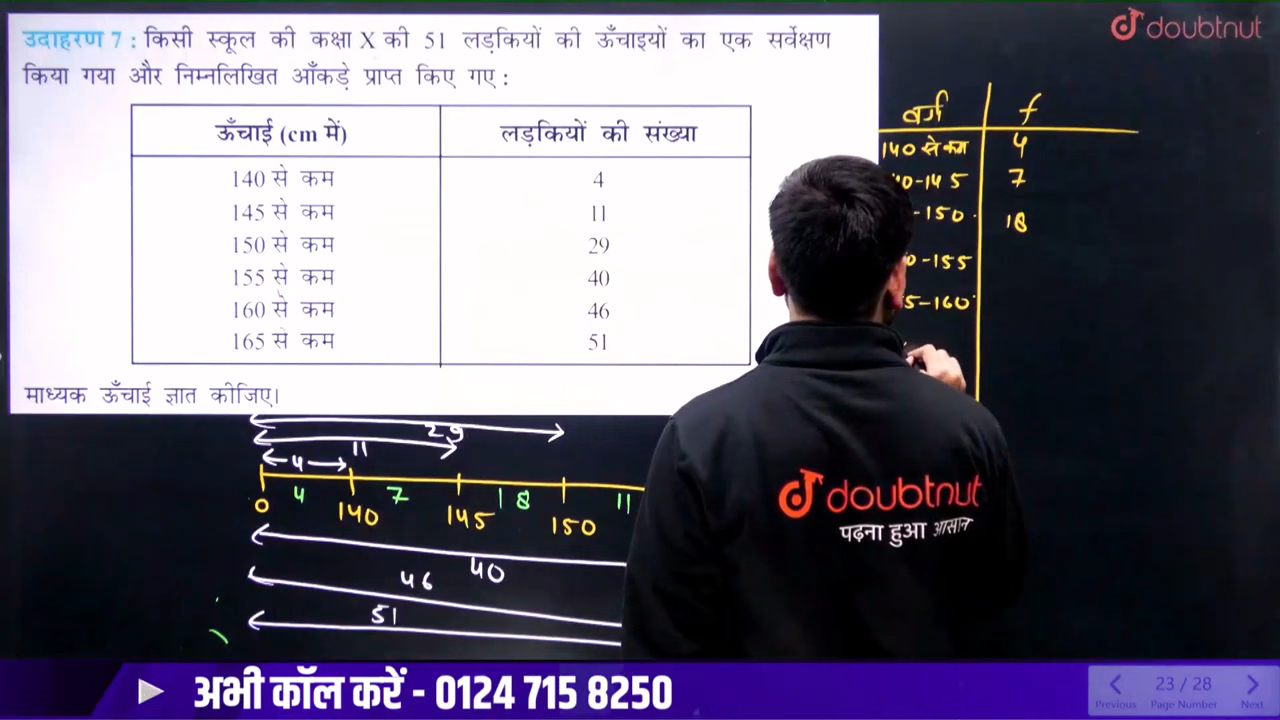 उदाहरण 7 : किसी स्कूल की कक्षा X की 51 लड़कियों की ऊँचाइयों का एक सर्वेक्षण
किया गया और निम्नलिखित आँकड़े प्राप्त किए गए :
ऊँचाई (cm में) लड़कियों की संख्या
140 से कम 4
145 से कम 11
150 से कम 29
155 से कम 40
160 से कम 46
165 से कम 51
माध्यक ऊँचाई ज्ञात कीजिए।
doubtnut
वर्ग f
140 से कम 4
0-145 7
-150 18
0-155
5-160
29
11
4
4 7 18 11
0 140 145 150
40
46
51
doubtnut
पढ़ना हुआ आसान
अभी कॉल करें - 0124 715 8250
23 / 28
Previous Page Number Next